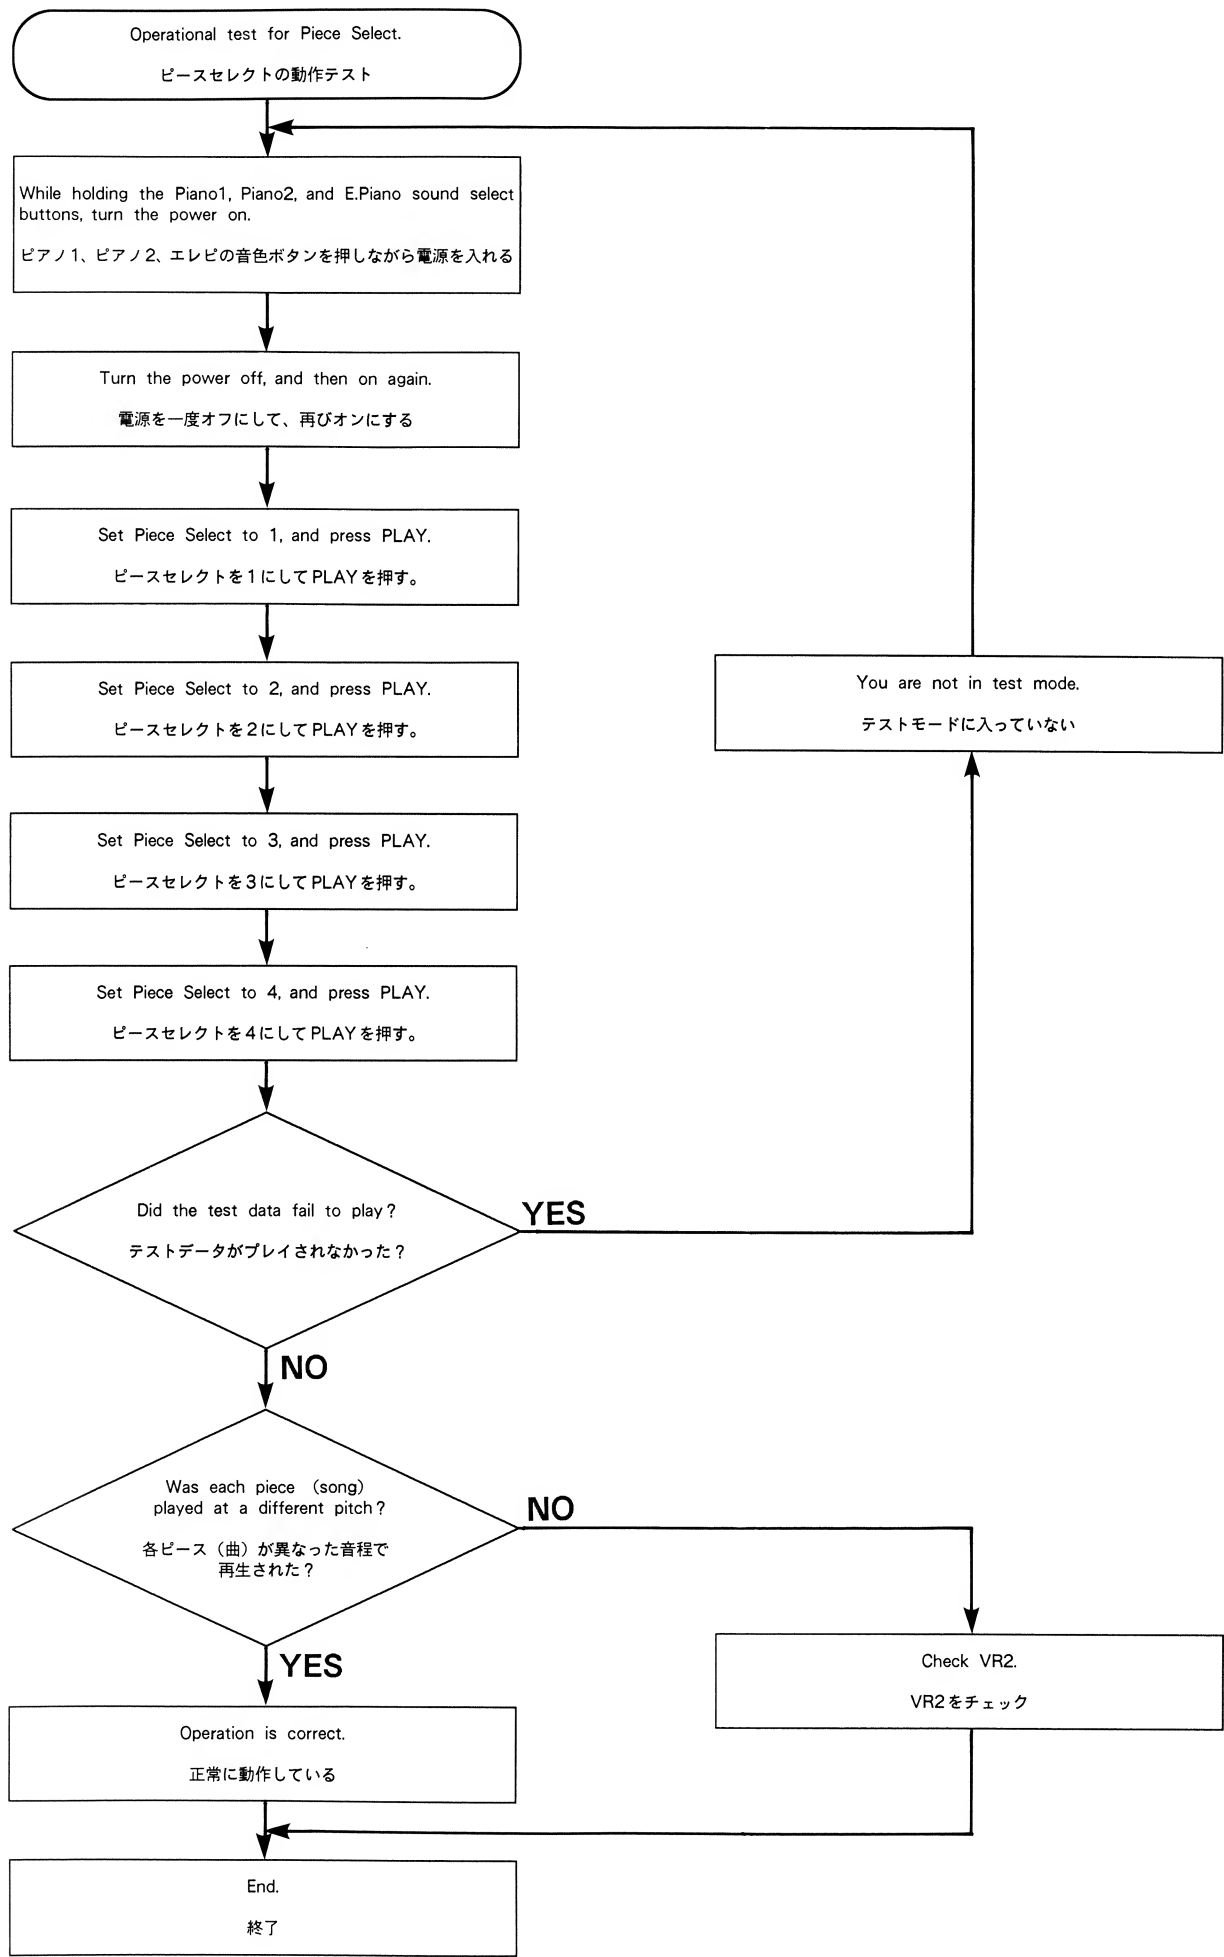 Operational test for Piece Select.
ピースセレクトの動作テスト
While holding the Piano1, Piano2, and E.Piano sound select
buttons, turn the power on.
ピアノ1、ピアノ2、エレピの音色ボタンを押しながら電源を入れる
Turn the power off, and then on again.
電源を一度オフにして、再びオンにする
Set Piece Select to 1, and press PLAY.
ピースセレクトを1にしてPLAYを押す。
Set Piece Select to 2, and press PLAY.
ピースセレクトを2にしてPLAYを押す。
You are not in test mode.
テストモードに入っていない
Set Piece Select to 3, and press PLAY.
ピースセレクトを3にしてPLAYを押す。
Set Piece Select to 4, and press PLAY.
ピースセレクトを4にしてPLAYを押す。
Did the test data fail to play?
テストデータがプレイされなかった?
YES
NO
Was each piece (song)
played at a different pitch?
各ピース(曲)が異なった音程で
再生された?
NO
YES
Check VR2.
VR2をチェック
Operation is correct.
正常に動作している
End.
終了